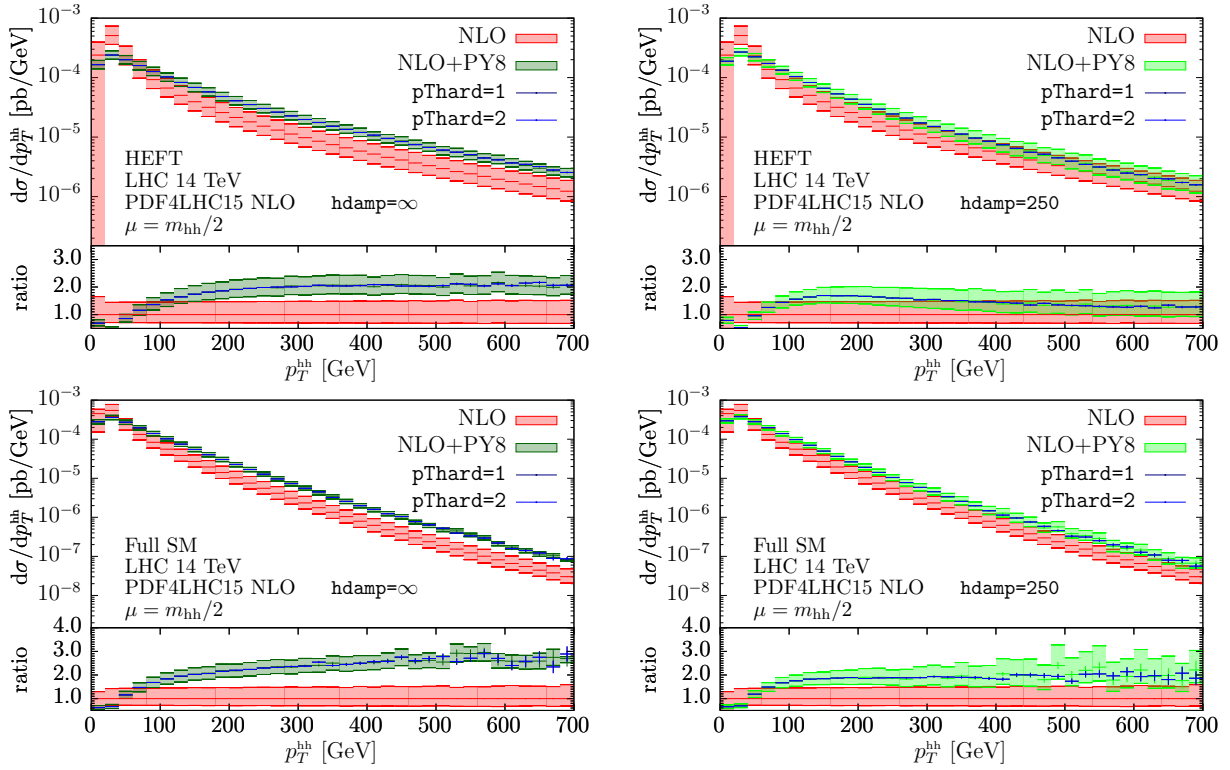 10⁻³
10⁻⁴
10⁻⁵
10⁻⁶
dσ/dp_T^hh [pb/GeV]
NLO
NLO+PY8
pThard=1
pThard=2
HEFT
LHC 14 TeV
PDF4LHC15 NLO hdamp=∞
μ = m_hh/2
ratio
3.0
2.0
1.0
0 100 200 300 400 500 600 700
p_T^hh [GeV]
10⁻³
10⁻⁴
10⁻⁵
10⁻⁶
dσ/dp_T^hh [pb/GeV]
NLO
NLO+PY8
pThard=1
pThard=2
HEFT
LHC 14 TeV
PDF4LHC15 NLO hdamp=250
μ = m_hh/2
ratio
3.0
2.0
1.0
0 100 200 300 400 500 600 700
p_T^hh [GeV]
10⁻³
10⁻⁴
10⁻⁵
10⁻⁶
10⁻⁷
10⁻⁸
dσ/dp_T^hh [pb/GeV]
NLO
NLO+PY8
pThard=1
pThard=2
Full SM
LHC 14 TeV
PDF4LHC15 NLO hdamp=∞
μ = m_hh/2
ratio
4.0
3.0
2.0
1.0
0 100 200 300 400 500 600 700
p_T^hh [GeV]
10⁻³
10⁻⁴
10⁻⁵
10⁻⁶
10⁻⁷
10⁻⁸
dσ/dp_T^hh [pb/GeV]
NLO
NLO+PY8
pThard=1
pThard=2
Full SM
LHC 14 TeV
PDF4LHC15 NLO hdamp=250
μ = m_hh/2
ratio
4.0
3.0
2.0
1.0
0 100 200 300 400 500 600 700
p_T^hh [GeV]